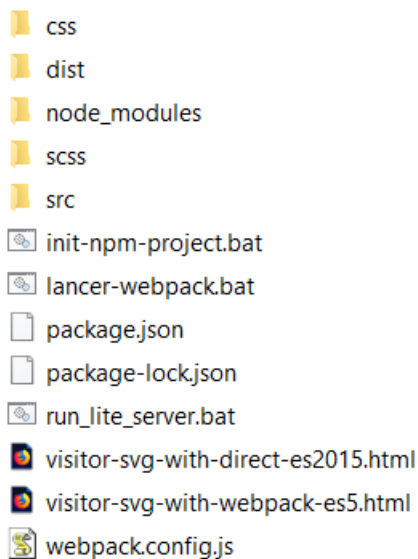 css
dist
node_modules
scss
src
init-npm-project.bat
lancer-webpack.bat
package.json
package-lock.json
run_lite_server.bat
visitor-svg-with-direct-es2015.html
visitor-svg-with-webpack-es5.html
webpack.config.js